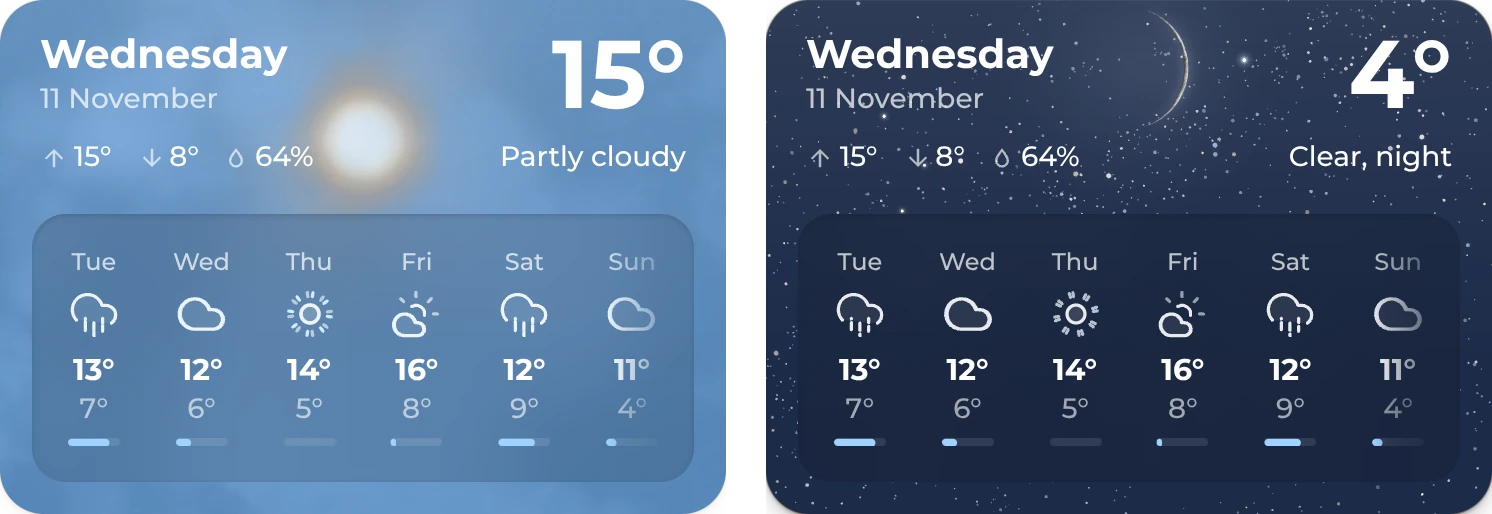 Wednesday
15°
11 November
15° 8° 64%
Partly cloudy
Tue Wed Thu Fri Sat Sun
13° 12° 14° 16° 12° 11°
7° 6° 5° 8° 9° 4°
Wednesday
4°
11 November
15° 8° 64%
Clear, night
Tue Wed Thu Fri Sat Sun
13° 12° 14° 16° 12° 11°
7° 6° 5° 8° 9° 4°